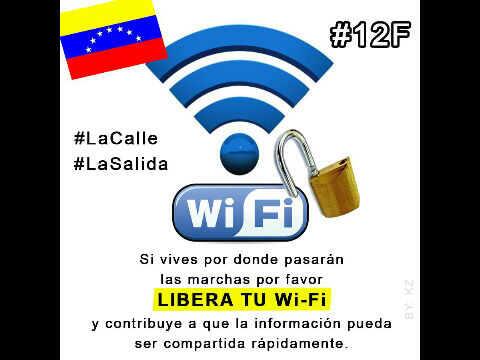 #12F
#LaCalle
#LaSalida
Wi Fi
Si vives por donde pasarán
las marchas por favor
LIBERA TU Wi-Fi
y contribuye a que la información pueda
ser compartida rápidamente.
BY KZ